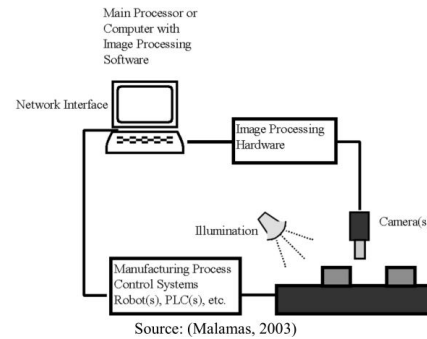 Main Processor or
Computer with
Image Processing
Software
Network Interface
Image Processing
Hardware
Illumination
Camera(s
Manufacturing Process
Control Systems
Robot(s), PLC(s), etc.
Source: (Malamas, 2003)